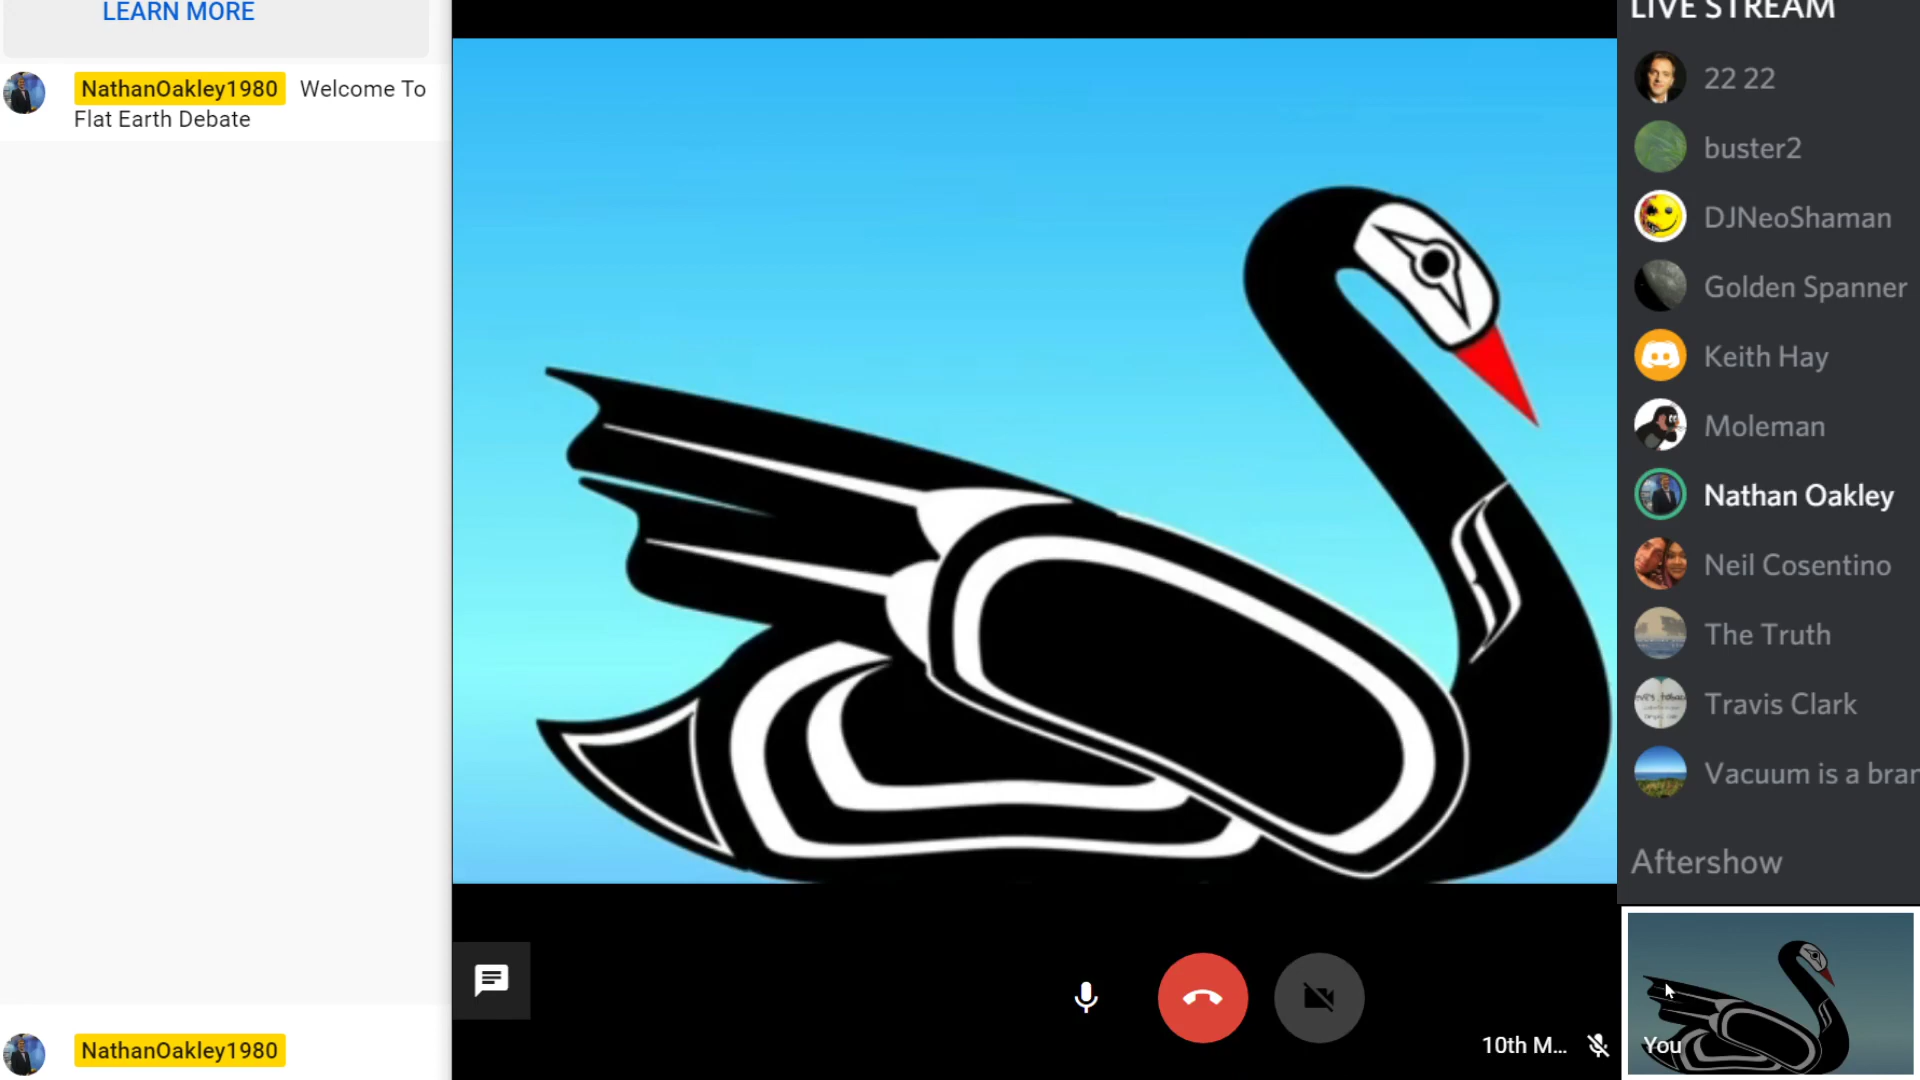 LEARN MORE
NathanOakley1980 Welcome To
Flat Earth Debate
NathanOakley1980
LIVE STREAM
22 22
buster2
DJNeoShaman
Golden Spanner
Keith Hay
Moleman
Nathan Oakley
Neil Cosentino
The Truth
Travis Clark
Vacuum is a bran
Aftershow
10th M...
You